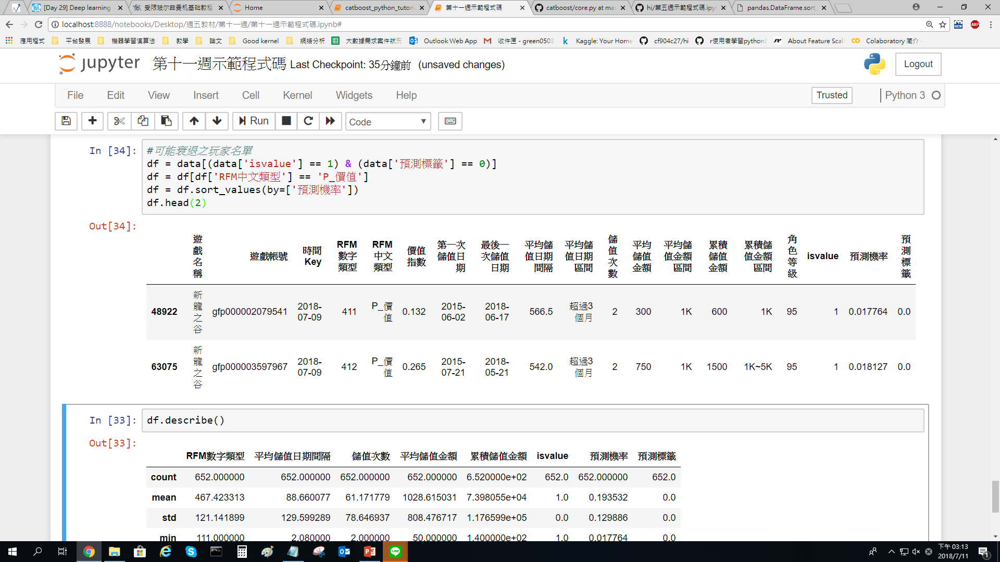 [Day 29] Deep learning
受限玻尔兹曼机基础教程
Home
catboost_python_tutori
第十一週示範程式碼
catboost/core.py at mas
hi/第五週示範程式碼.ipyn
pandas.DataFrame.sort_
localhost:8888/notebooks/Desktop/週五教材/第十一週/第十一週示範程式碼.ipynb#
應用程式 平台發展 機器學習演算法 教學 論文 Good kernel 網絡分析 大數據需求案件狀況 Outlook Web App 收件匣 - green0503 Kaggle: Your Home cf904c27/hi r使用者學習python About Feature Scali Colaboratory 简介 -
jupyter 第十一週示範程式碼 Last Checkpoint: 35分鐘前 (unsaved changes)
Logout
File Edit View Insert Cell Kernel Widgets Help Trusted Python 3
Run Code
In [34]:
#可能衰退之玩家名單
df = data[(data['isvalue'] == 1) & (data['預測標籤'] == 0)]
df = df[df['RFM中文類型'] == 'P_價值']
df = df.sort_values(by=['預測機率'])
df.head(2)
Out[34]:
遊戲名稱 遊戲帳號 時間Key RFM數字類型 RFM中文類型 價值指數 第一次儲值日期 最後一次儲值日期 平均儲值日期間隔 平均儲值日期區間 儲值次數 平均儲值金額 平均儲值金額區間 累積儲值金額 累積儲值金額區間 角色等級 isvalue 預測機率 預測標籤
48922 新龍之谷 gfp000002079541 2018-07-09 411 P_價值 0.132 2015-06-02 2018-06-17 566.5 超過3個月 2 300 1K 600 1K 95 1 0.017764 0.0
63075 新龍之谷 gfp000003597967 2018-07-09 412 P_價值 0.265 2015-07-21 2018-05-21 542.0 超過3個月 2 750 1K 1500 1K~5K 95 1 0.018127 0.0
In [33]:
df.describe()
Out[33]:
RFM數字類型 平均儲值日期間隔 儲值次數 平均儲值金額 累積儲值金額 isvalue 預測機率 預測標籤
count 652.000000 652.000000 652.000000 652.000000 6.520000e+02 652.0 652.000000 652.0
mean 467.423313 88.660077 61.171779 1028.615031 7.398055e+04 1.0 0.193532 0.0
std 121.141899 129.599289 78.646937 808.476717 1.176599e+05 0.0 0.129886 0.0
min 111.000000 2.080000 2.000000 50.000000 1.400000e+02 1.0 0.017764 0.0
下午 03:13
2018/7/11